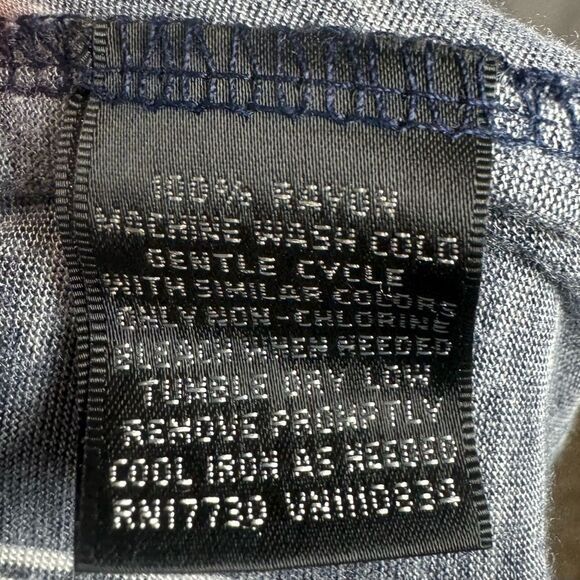 100% RAYON
MACHINE WASH COLD
GENTLE CYCLE
WITH SIMILAR COLORS
ONLY NON-CHLORINE
BLEACH WHEN NEEDED
TUMBLE DRY LOW
REMOVE PROMPTLY
COOL IRON AS NEEDED
RN17730 VN1110834